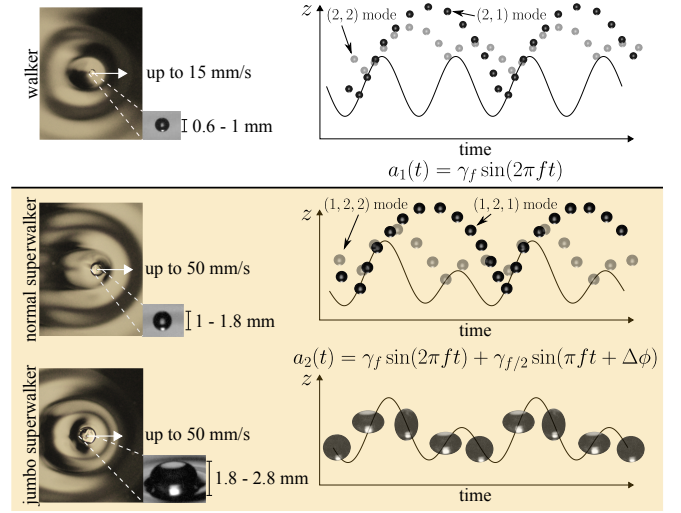 walker
up to 15 mm/s
0.6 - 1 mm
z
(2, 2) mode
(2, 1) mode
time
a₁(t) = γ_f sin(2πft)
normal superwalker
up to 50 mm/s
1 - 1.8 mm
z
(1, 2, 2) mode
(1, 2, 1) mode
time
a₂(t) = γ_f sin(2πft) + γ_{f/2} sin(πft + Δϕ)
jumbo superwalker
up to 50 mm/s
1.8 - 2.8 mm
z
time